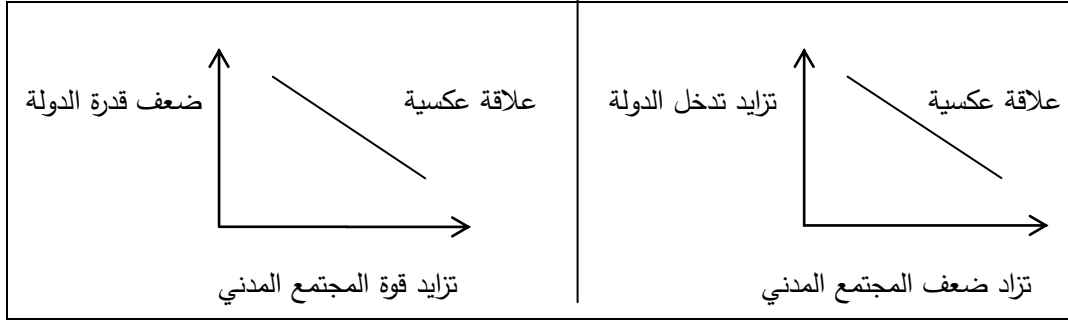 علاقة عكسية
تزايد تدخل الدولة
تزاد ضعف المجتمع المدني
علاقة عكسية
ضعف قدرة الدولة
تزايد قوة المجتمع المدني